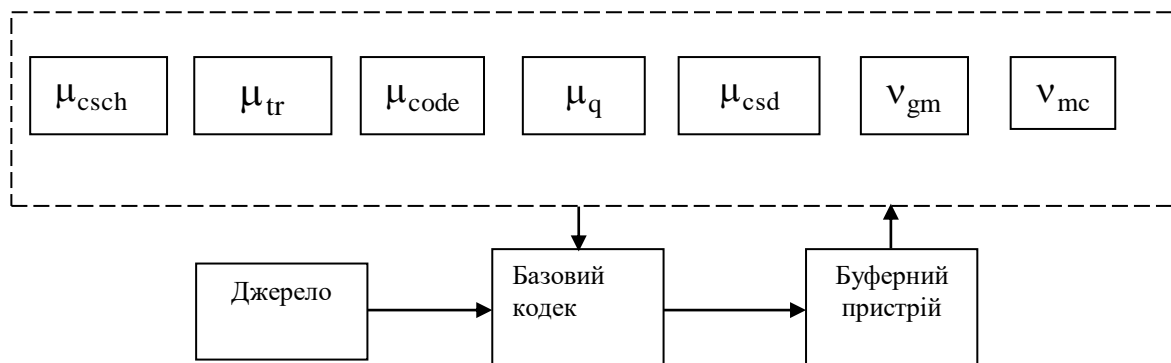 μcsch μtr μcode μq μcsd νgm νmc
Джерело
Базовий
кодек
Буферний
пристрій